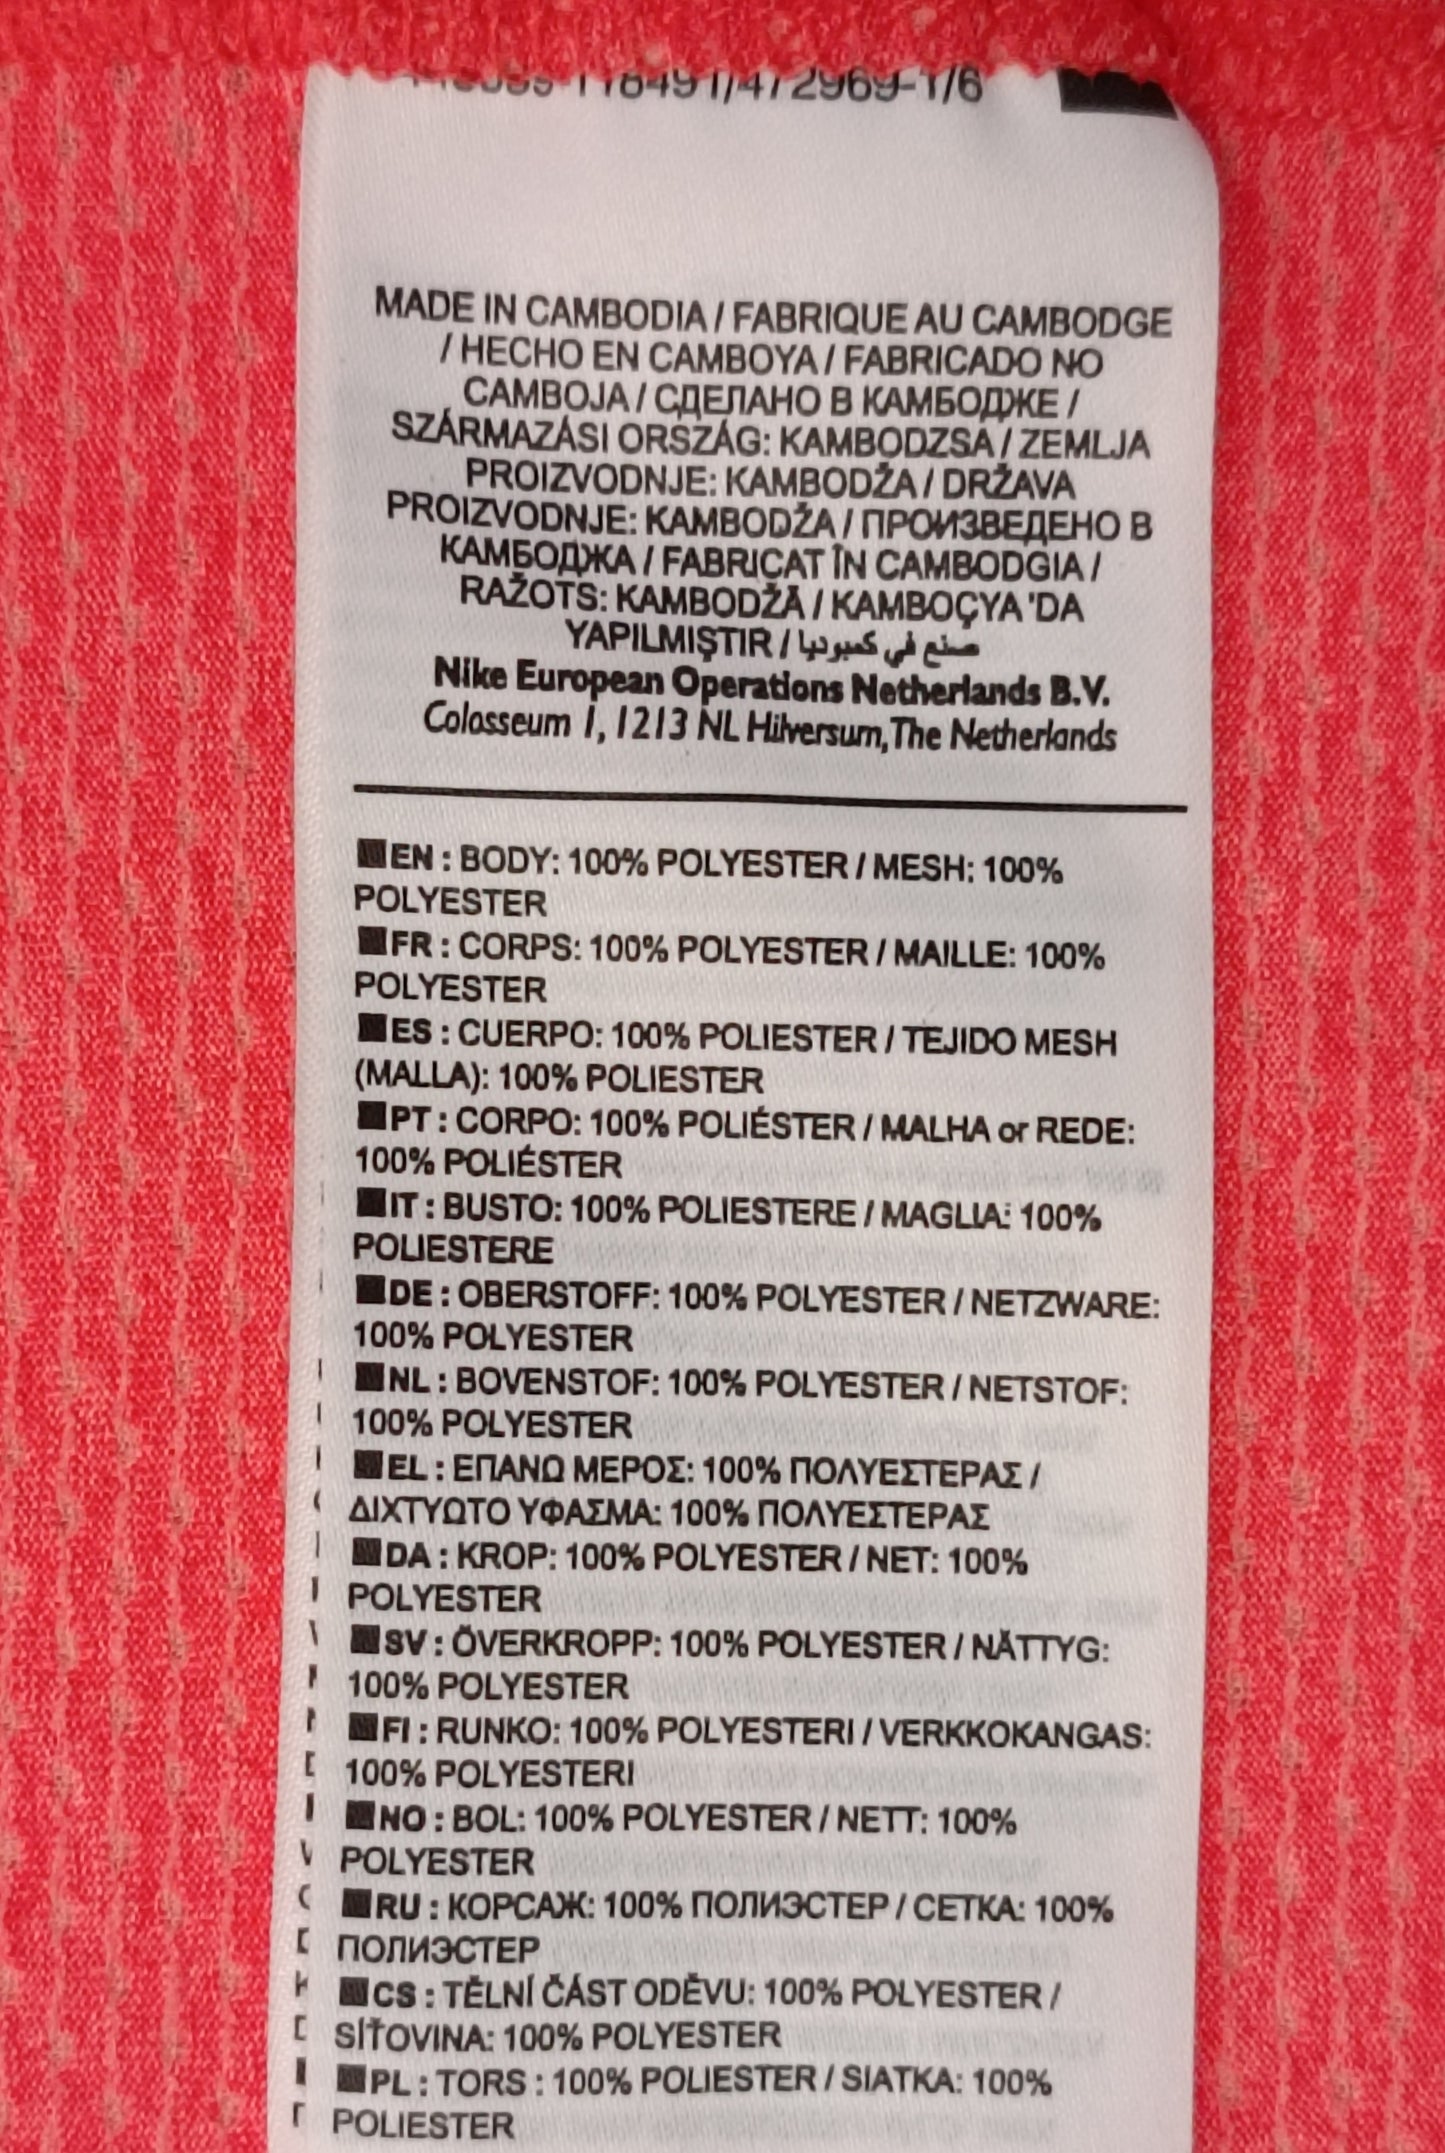 118491/472969-1/6
MADE IN CAMBODIA / FABRIQUE AU CAMBODGE
/ HECHO EN CAMBOYA / FABRICADO NO
CAMBOJA / СДЕЛАНО В КАМБОДЖЕ /
SZÁRMAZÁSI ORSZÁG: KAMBODZSA / ZEMLJA
PROIZVODNJE: KAMBODŽA / DRŽAVA
PROIZVODNJE: KAMBODŽA / ПРОИЗВЕДЕНО В
КАМБОДЖА / FABRICAT ÎN CAMBODGIA /
RAŽOTS: KAMBODŽĀ / KAMBOÇYA 'DA
YAPILMIŞTIR / صنع في كمبوديا
Nike European Operations Netherlands B.V.
Colosseum 1, 1213 NL Hilversum, The Netherlands
EN : BODY: 100% POLYESTER / MESH: 100%
POLYESTER
FR : CORPS: 100% POLYESTER / MAILLE: 100%
POLYESTER
ES : CUERPO: 100% POLIESTER / TEJIDO MESH
(MALLA): 100% POLIESTER
PT : CORPO: 100% POLIÉSTER / MALHA or REDE:
100% POLIÉSTER
IT : BUSTO: 100% POLIESTERE / MAGLIA: 100%
POLIESTERE
DE : OBERSTOFF: 100% POLYESTER / NETZWARE:
100% POLYESTER
NL : BOVENSTOF: 100% POLYESTER / NETSTOF:
100% POLYESTER
EL : ΕΠΑΝΩ ΜΕΡΟΣ: 100% ΠΟΛΥΕΣΤΕΡΑΣ /
ΔΙΧΤΥΩΤΟ ΥΦΑΣΜΑ: 100% ΠΟΛΥΕΣΤΕΡΑΣ
DA : KROP: 100% POLYESTER / NET: 100%
POLYESTER
SV : ÖVERKROPP: 100% POLYESTER / NÄTTYG:
100% POLYESTER
FI : RUNKO: 100% POLYESTERI / VERKKOKANGAS:
100% POLYESTERI
NO : BOL: 100% POLYESTER / NETT: 100%
POLYESTER
RU : КОРСАЖ: 100% ПОЛИЭСТЕР / СЕТКА: 100%
ПОЛИЭСТЕР
CS : TĚLNÍ ČÁST ODĚVU: 100% POLYESTER /
SÍŤOVINA: 100% POLYESTER
PL : TORS : 100% POLIESTER / SIATKA: 100%
POLIESTER